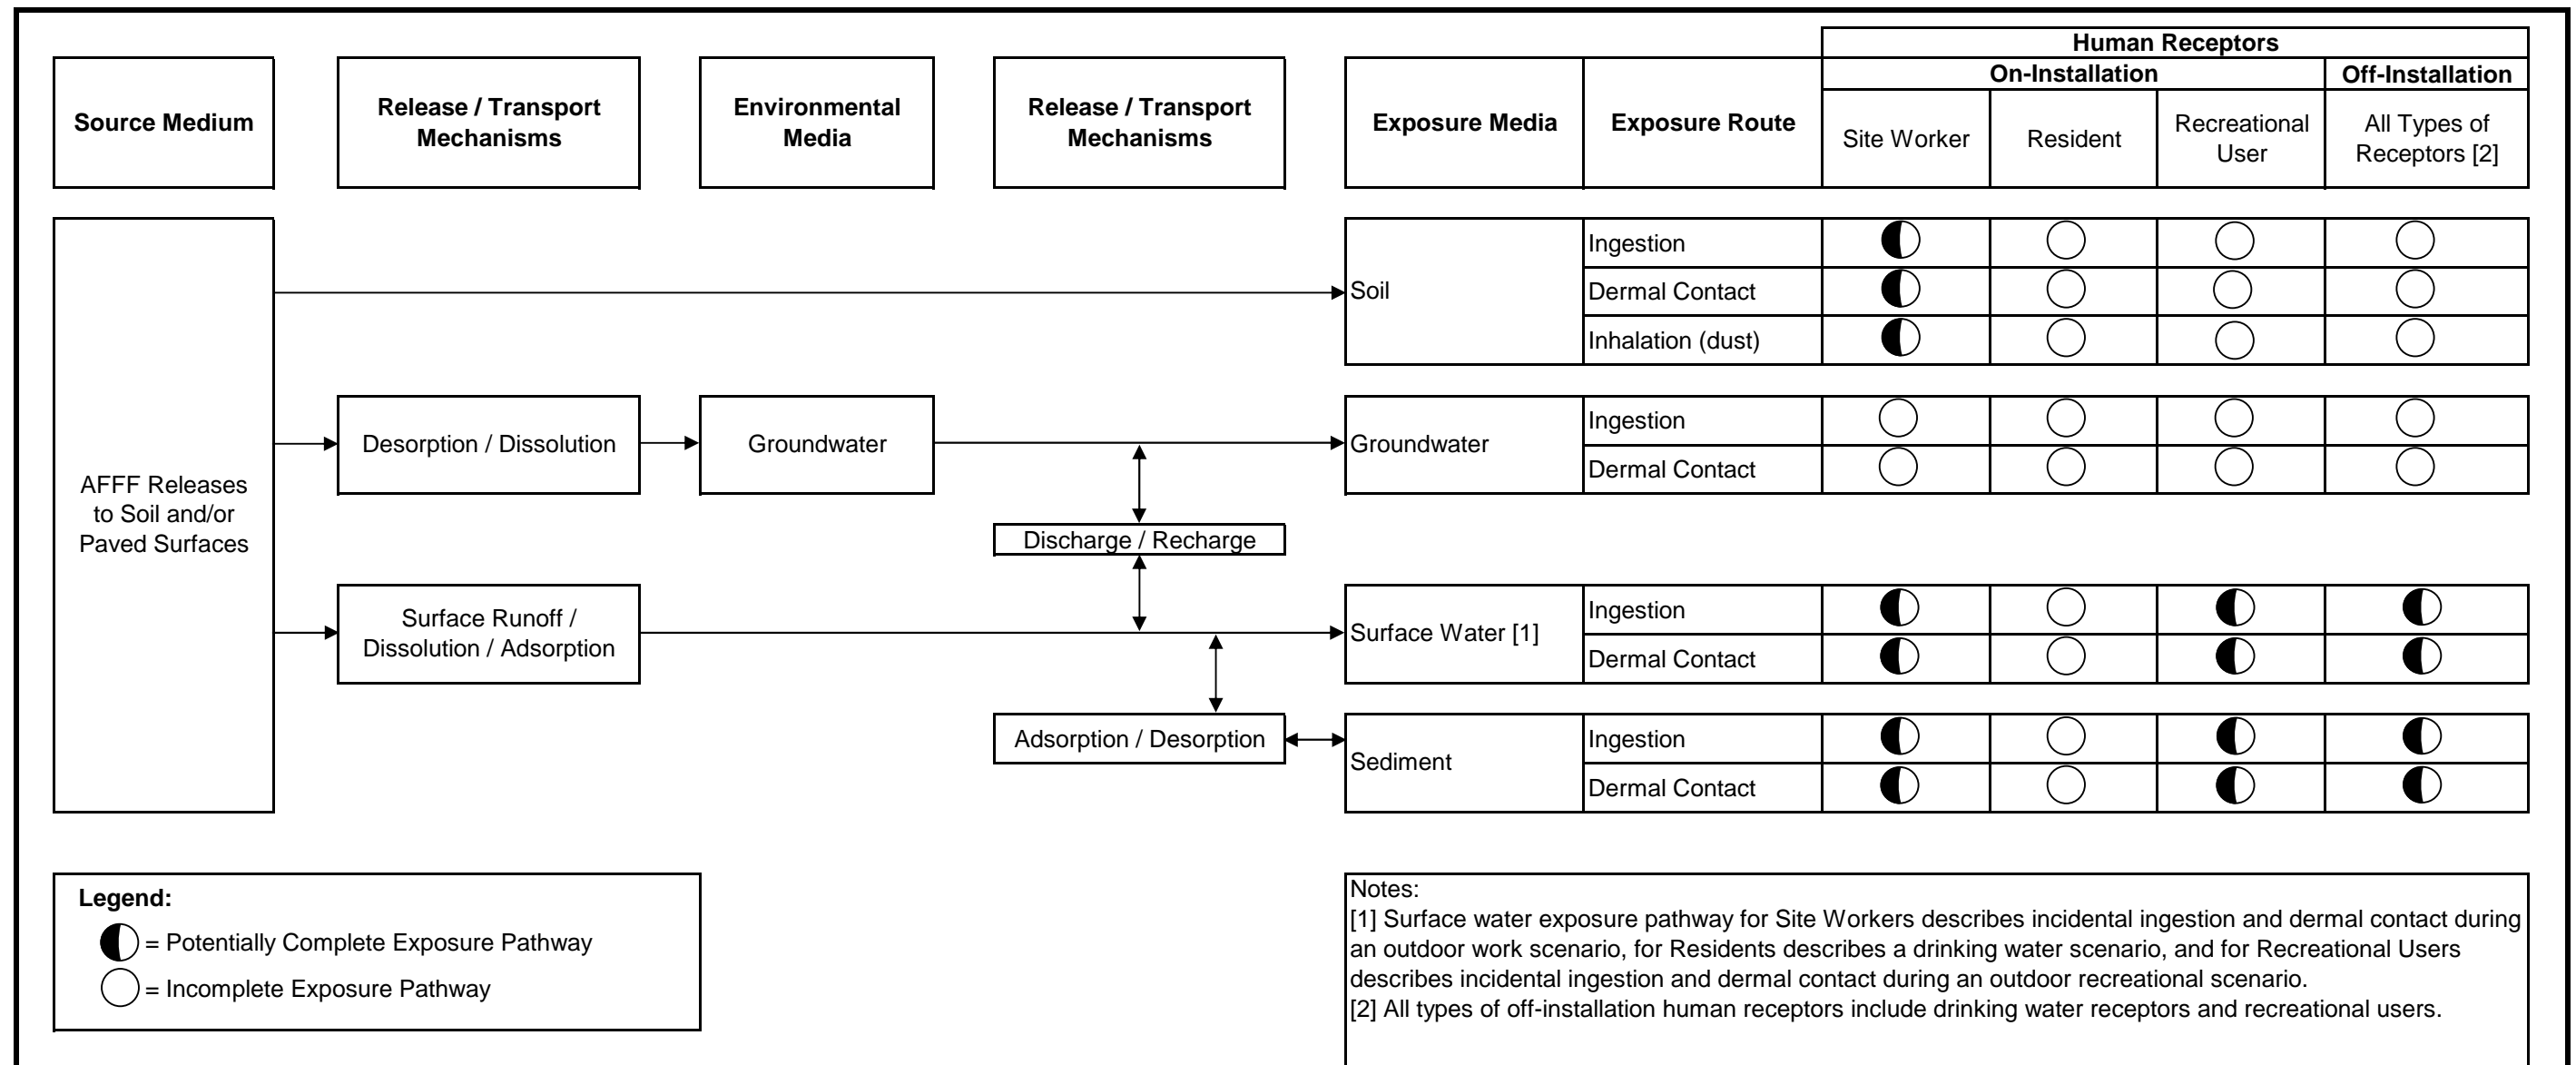 Human Receptors
On-Installation
Off-Installation
Source Medium
Release / Transport
Mechanisms
Environmental
Media
Release / Transport
Mechanisms
Exposure Media
Exposure Route
Site Worker
Resident
Recreational
User
All Types of
Receptors [2]
AFFF Releases
to Soil and/or
Paved Surfaces
Soil
Ingestion
Dermal Contact
Inhalation (dust)
Desorption / Dissolution
Groundwater
Groundwater
Ingestion
Dermal Contact
Discharge / Recharge
Surface Runoff /
Dissolution / Adsorption
Surface Water [1]
Ingestion
Dermal Contact
Adsorption / Desorption
Sediment
Ingestion
Dermal Contact
Legend:
= Potentially Complete Exposure Pathway
= Incomplete Exposure Pathway
Notes:
[1] Surface water exposure pathway for Site Workers describes incidental ingestion and dermal contact during
an outdoor work scenario, for Residents describes a drinking water scenario, and for Recreational Users
describes incidental ingestion and dermal contact during an outdoor recreational scenario.
[2] All types of off-installation human receptors include drinking water receptors and recreational users.